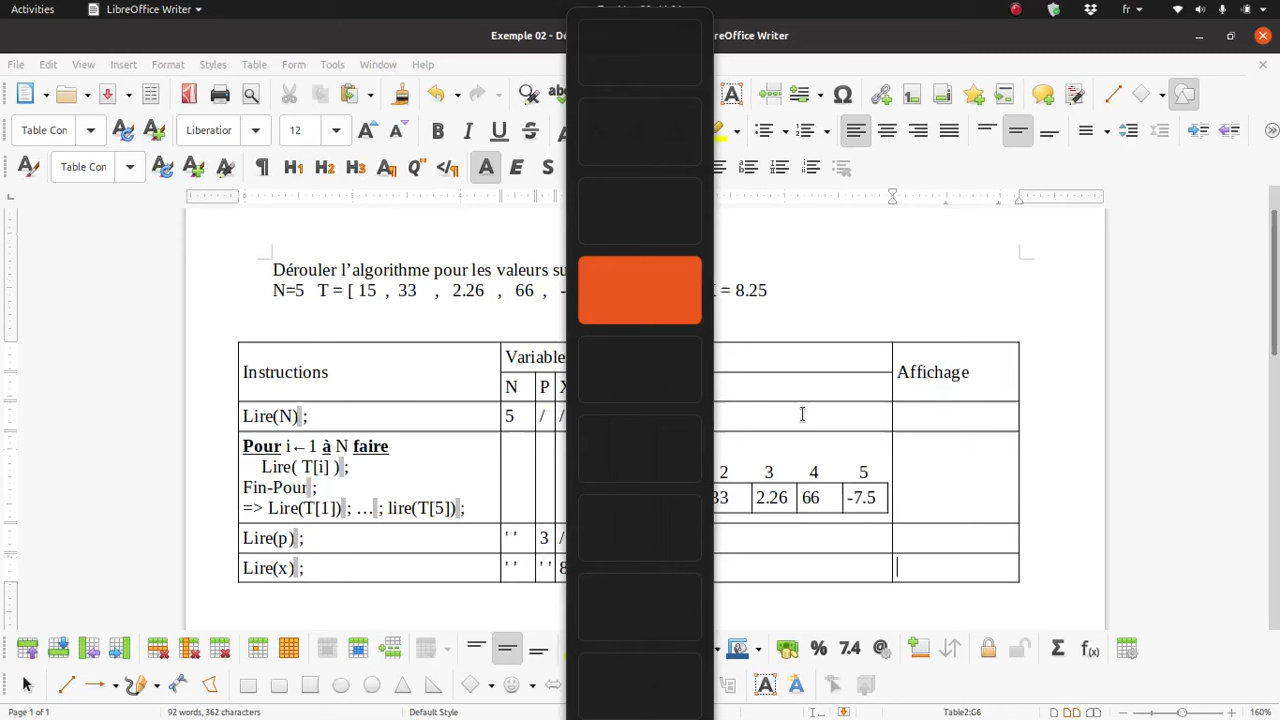 Activities LibreOffice Writer fr
Exemple 02 - Dé reOffice Writer
File Edit View Insert Format Styles Table Form Tools Window Help
Table Con Liberation 12
Table Con
Dérouler l’algorithme pour les valeurs su
N=5 T = [ 15 , 33 , 2.26 , 66 , = 8.25
Instructions Variable Affichage
N P X
Lire(N) ; 5 / /
Pour i←1 à N faire
Lire( T[i] ) ; 2 3 4 5
Fin-Pour ;
33 2.26 66 -7.5
=> Lire(T[1]) ; … ; lire(T[5]) ;
Lire(p) ; ' ' 3 /
Lire(x) ; ' ' ' ' 8
Page 1 of 1 92 words, 362 characters Default Style Table2:G6 160%